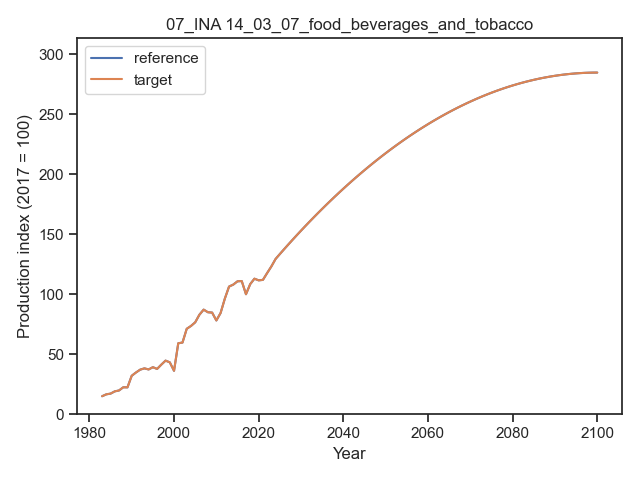 07_INA 14_03_07_food_beverages_and_tobacco
reference
target
Production index (2017 = 100)
300
250
200
150
100
50
0
1980 2000 2020 2040 2060 2080 2100
Year